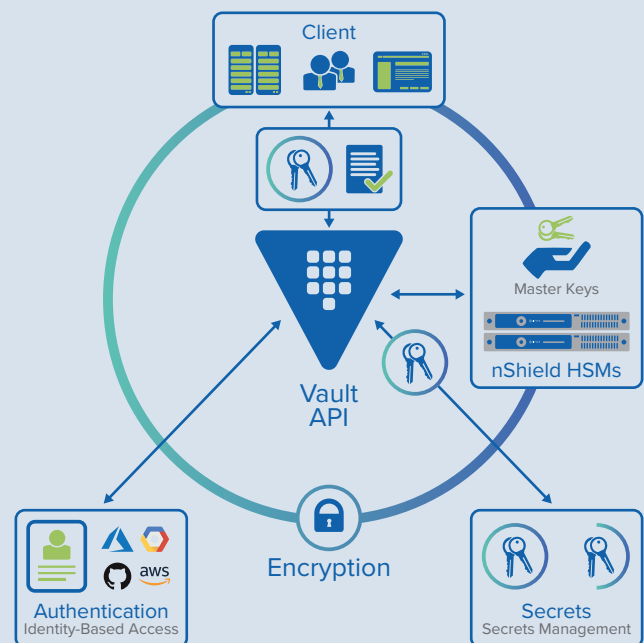 Client
Master Keys
nShield HSMs
Vault
API
Encryption
aws
Authentication
Identity-Based Access
Secrets
Secrets Management